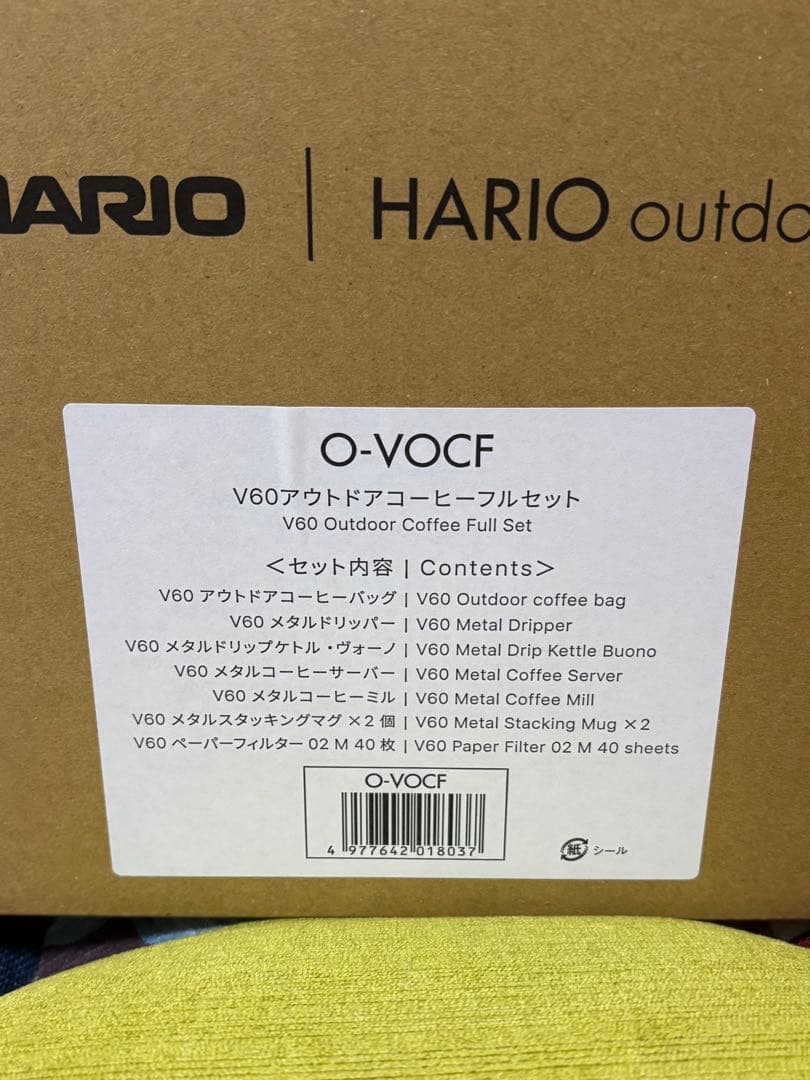 HARIO | HARIO
O-VOCF
V60アウトドアコーヒーフルセット
V60 Outdoor Coffee Full Set
＜セット内容 | Contents＞
V60 アウトドアコーヒーバッグ | V60 Outdoor coffee bag
V60 メタルドリッパー | V60 Metal Dripper
V60 メタルドリップケトル・ヴォーノ | V60 Metal Drip Kettle Buono
V60 メタルコーヒーサーバー | V60 Metal Coffee Server
V60 メタルコーヒーミル | V60 Metal Coffee Mill
V60 メタルスタッキングマグ ×2 個 | V60 Metal Stacking Mug ×2
V60 ペーパーフィルター 02 M 40 枚 | V60 Paper Filter 02 M 40 sheets
O-VOCF
4 977642 018037
紙 シール